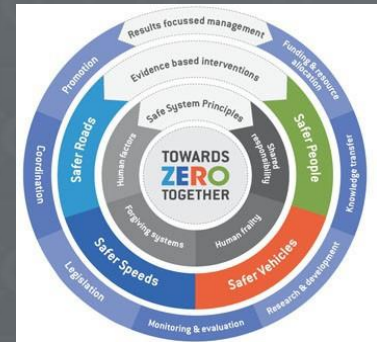 Results focussed management
Funding & resource
allocation
Knowledge transfer
Research & development
Monitoring & evaluation
Legislation
Coordination
Promotion
Evidence based interventions
Safer People
Safer Vehicles
Safer Speeds
Safer Roads
Safe System Principles
Shared
responsibility
Human frailty
Forgiving systems
Human factors
TOWARDS
ZERO
TOGETHER